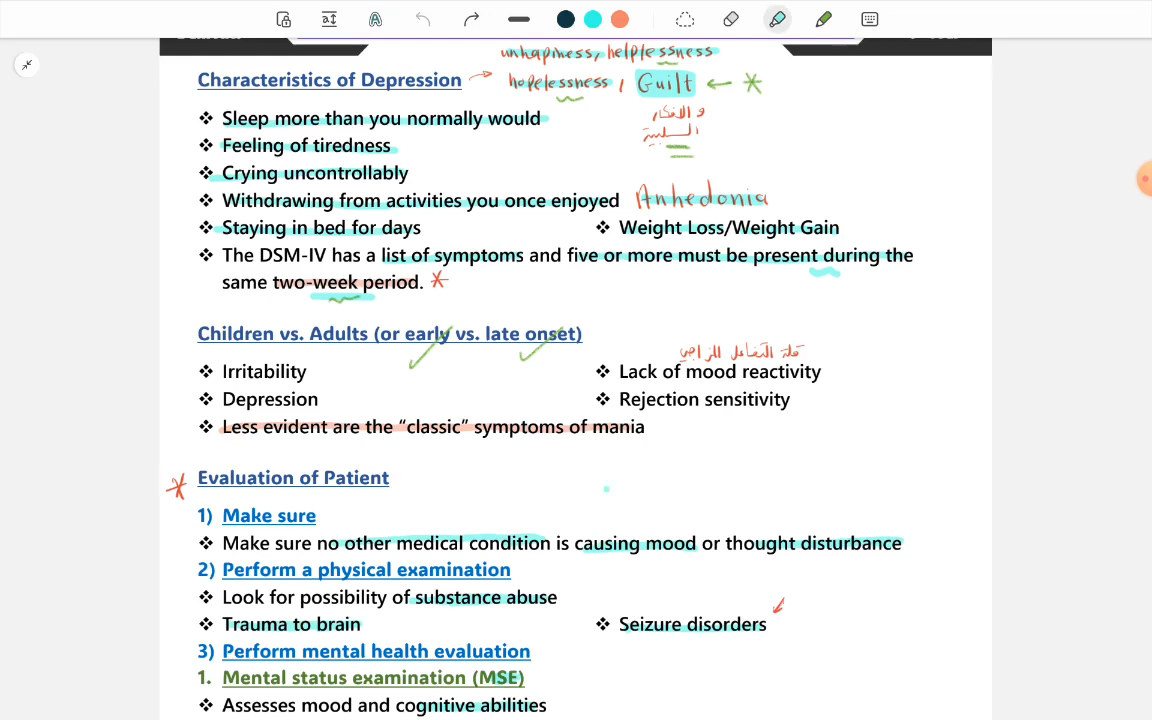 unhapiness, helplessness
Characteristics of Depression
hopelessness, Guilt
❖ Sleep more than you normally would
و الافكار
السلبية
❖ Feeling of tiredness
❖ Crying uncontrollably
❖ Withdrawing from activities you once enjoyed Anhedonia
❖ Staying in bed for days ❖ Weight Loss/Weight Gain
❖ The DSM-IV has a list of symptoms and five or more must be present during the
same two-week period.
Children vs. Adults (or early vs. late onset)
قلة التفاعل المزاجي
❖ Irritability ❖ Lack of mood reactivity
❖ Depression ❖ Rejection sensitivity
❖ Less evident are the “classic” symptoms of mania
Evaluation of Patient
1) Make sure
❖ Make sure no other medical condition is causing mood or thought disturbance
2) Perform a physical examination
❖ Look for possibility of substance abuse
❖ Trauma to brain ❖ Seizure disorders
3) Perform mental health evaluation
1. Mental status examination (MSE)
❖ Assesses mood and cognitive abilities